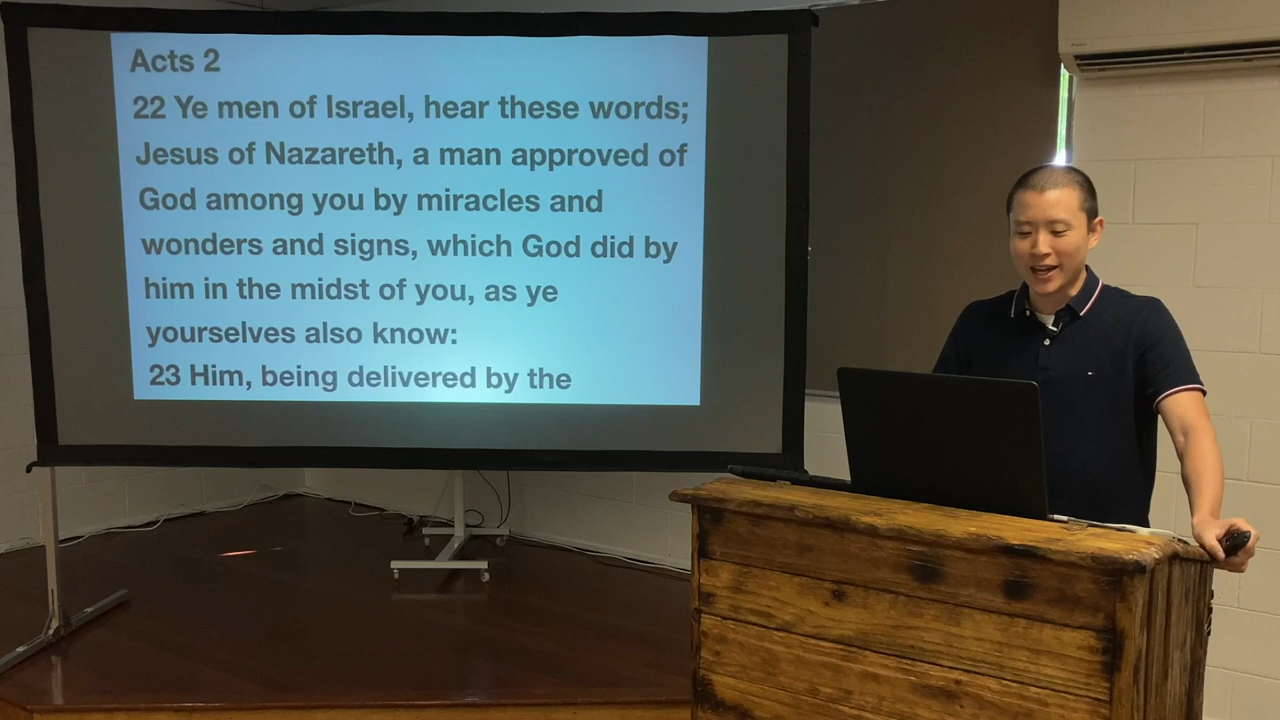 Acts 2
22 Ye men of Israel, hear these words;
Jesus of Nazareth, a man approved of
God among you by miracles and
wonders and signs, which God did by
him in the midst of you, as ye
yourselves also know:
23 Him, being delivered by the